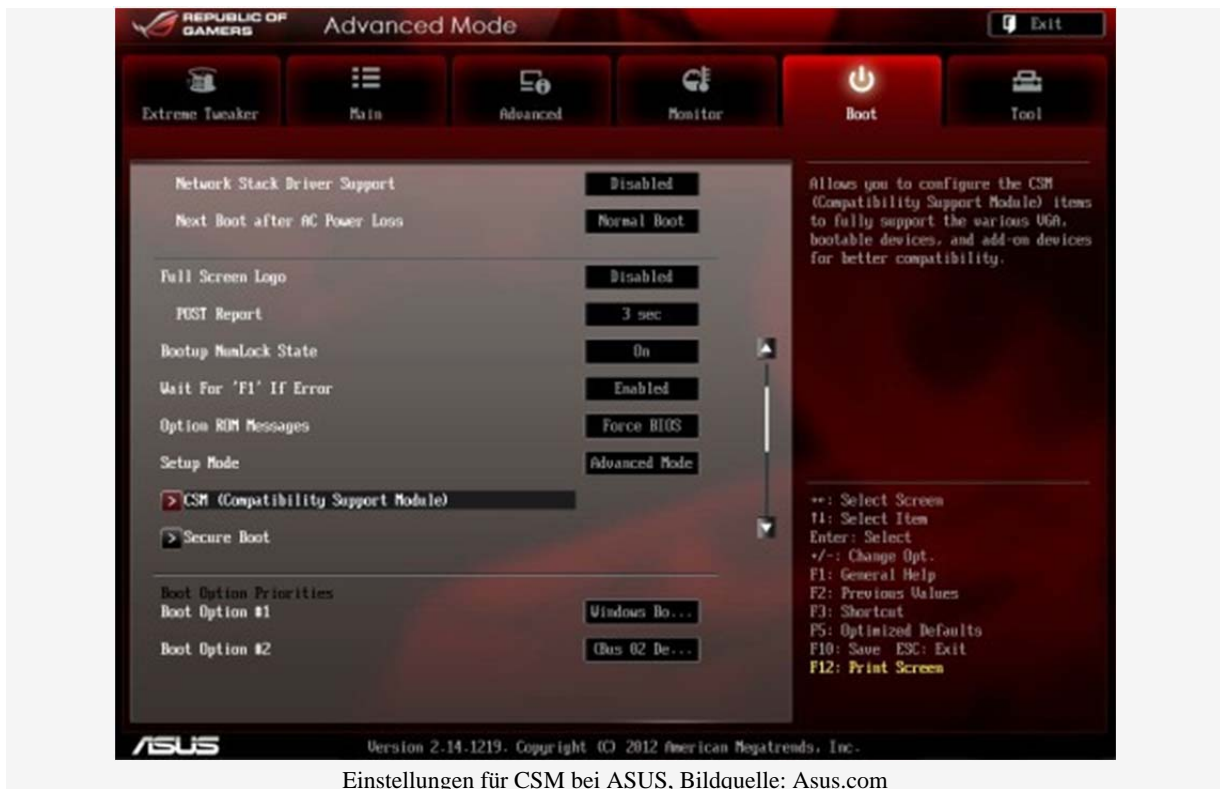 REPUBLIC OF
GAMERS
Advanced Mode
Exit
Extreme Tweaker
Main
Advanced
Monitor
Boot
Tool
Network Stack Driver Support
Disabled
Next Boot after AC Power Loss
Normal Boot
Full Screen Logo
Disabled
POST Report
3 sec
Bootup NumLock State
On
Wait For 'F1' If Error
Enabled
Option ROM Messages
Force BIOS
Setup Mode
Advanced Mode
> CSM (Compatibility Support Module)
> Secure Boot
Boot Option Priorities
Boot Option #1
Windows Bo...
Boot Option #2
(Bus 02 De...
Allows you to configure the CSM
(Compatibility Support Module) items
to fully support the various VGA,
bootable devices, and add-on devices
for better compatibility.
→←: Select Screen
↑↓: Select Item
Enter: Select
+/-: Change Opt.
F1: General Help
F2: Previous Values
F3: Shortcut
F5: Optimized Defaults
F10: Save ESC: Exit
F12: Print Screen
ASUS
Version 2.14.1219. Copyright (C) 2012 American Megatrends, Inc.
Einstellungen für CSM bei ASUS, Bildquelle: Asus.com